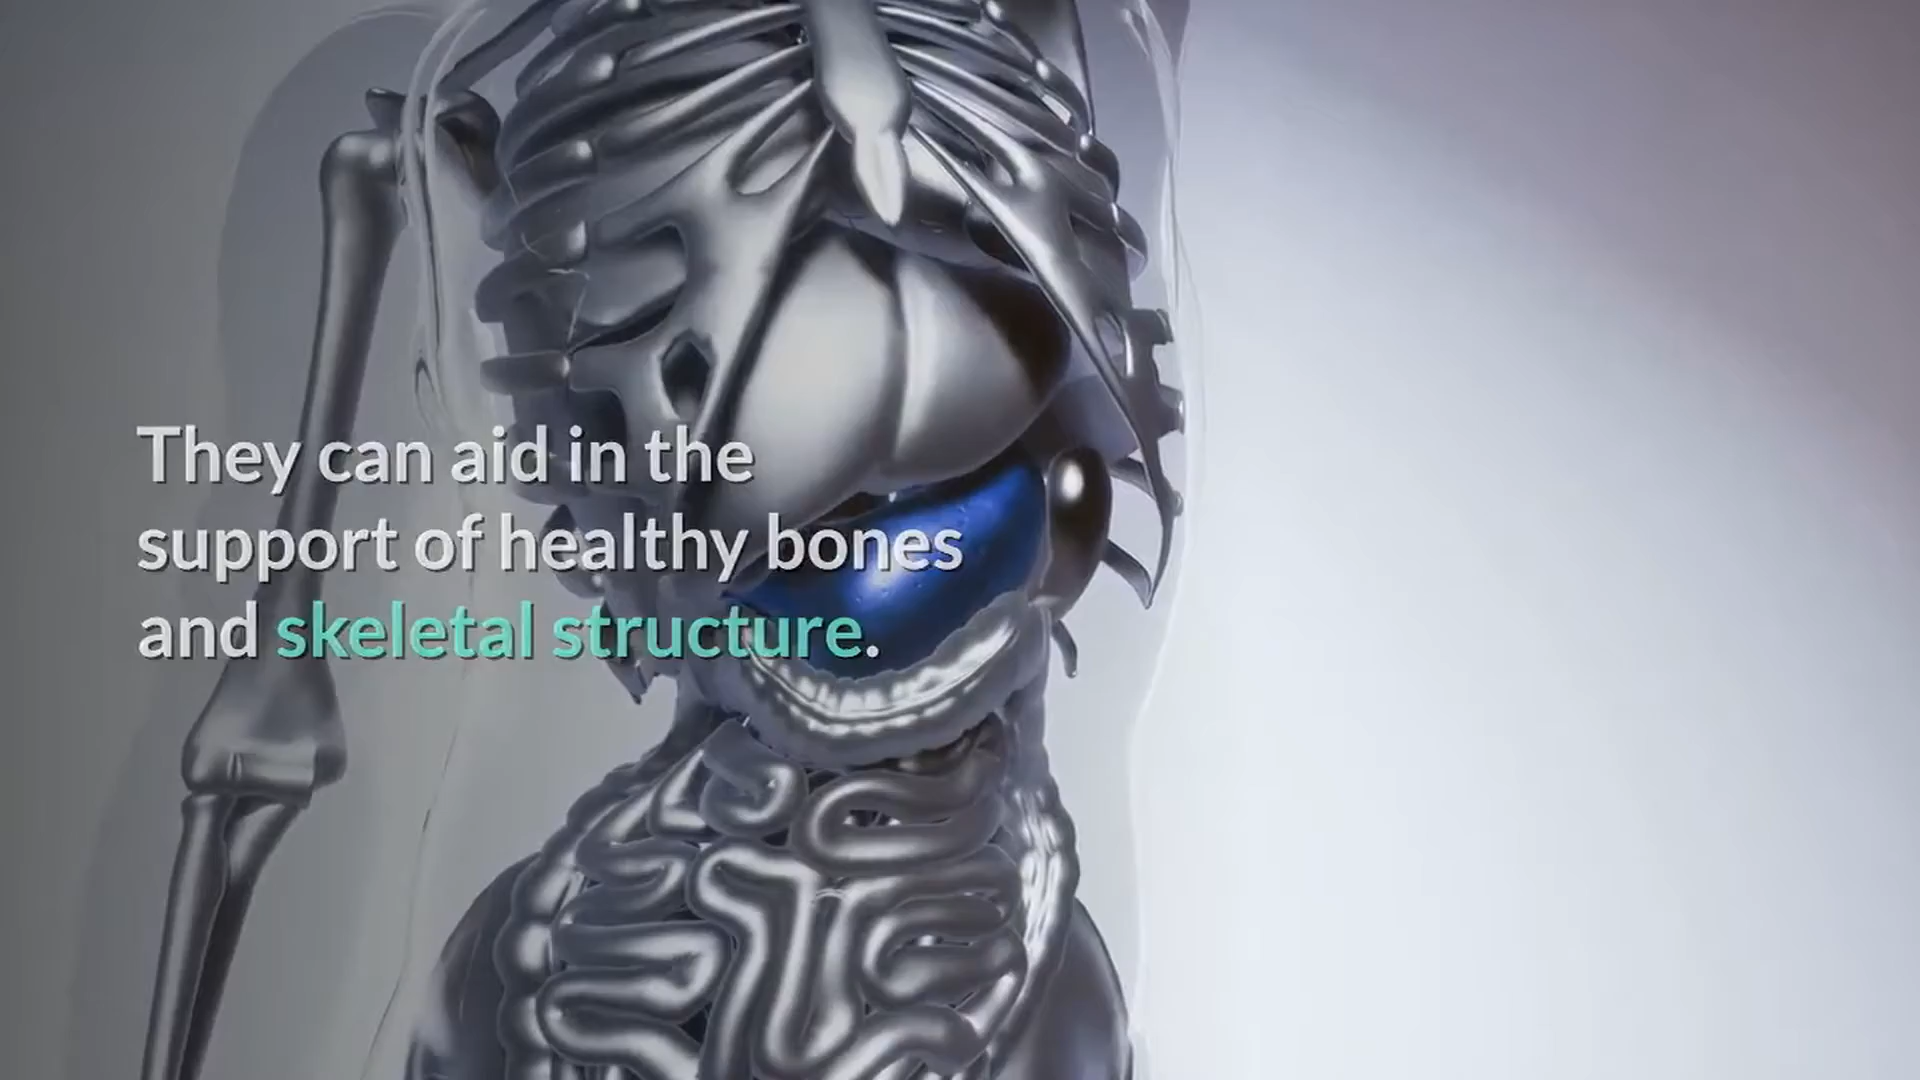 They can aid in the
support of healthy bones
and skeletal structure.